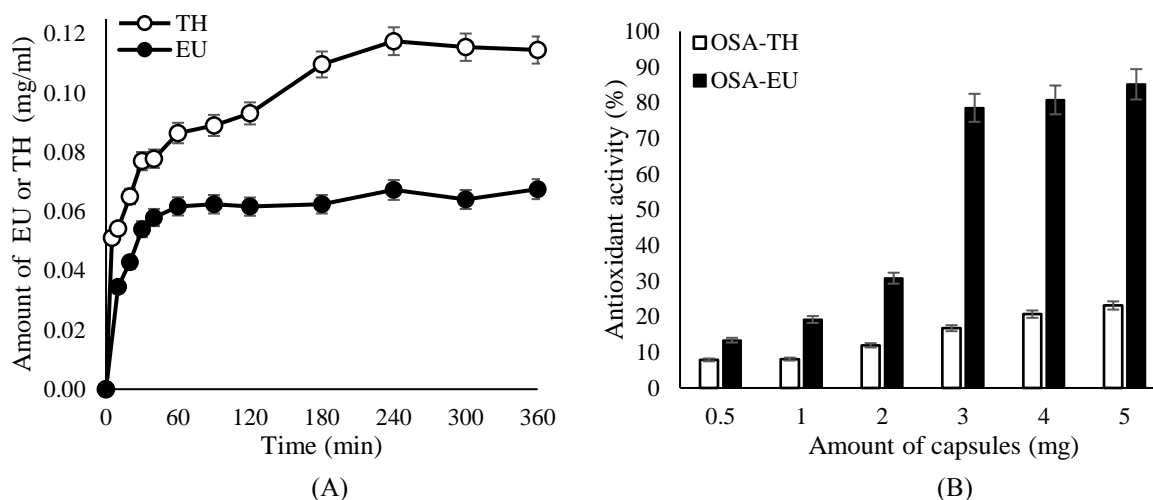 TH
EU
Amount of EU or TH (mg/ml)
0.12
0.10
0.08
0.06
0.04
0.02
0.00
0 60 120 180 240 300 360
Time (min)
(A)
OSA-TH
OSA-EU
Antioxidant activity (%)
100
90
80
70
60
50
40
30
20
10
0
0.5 1 2 3 4 5
Amount of capsules (mg)
(B)